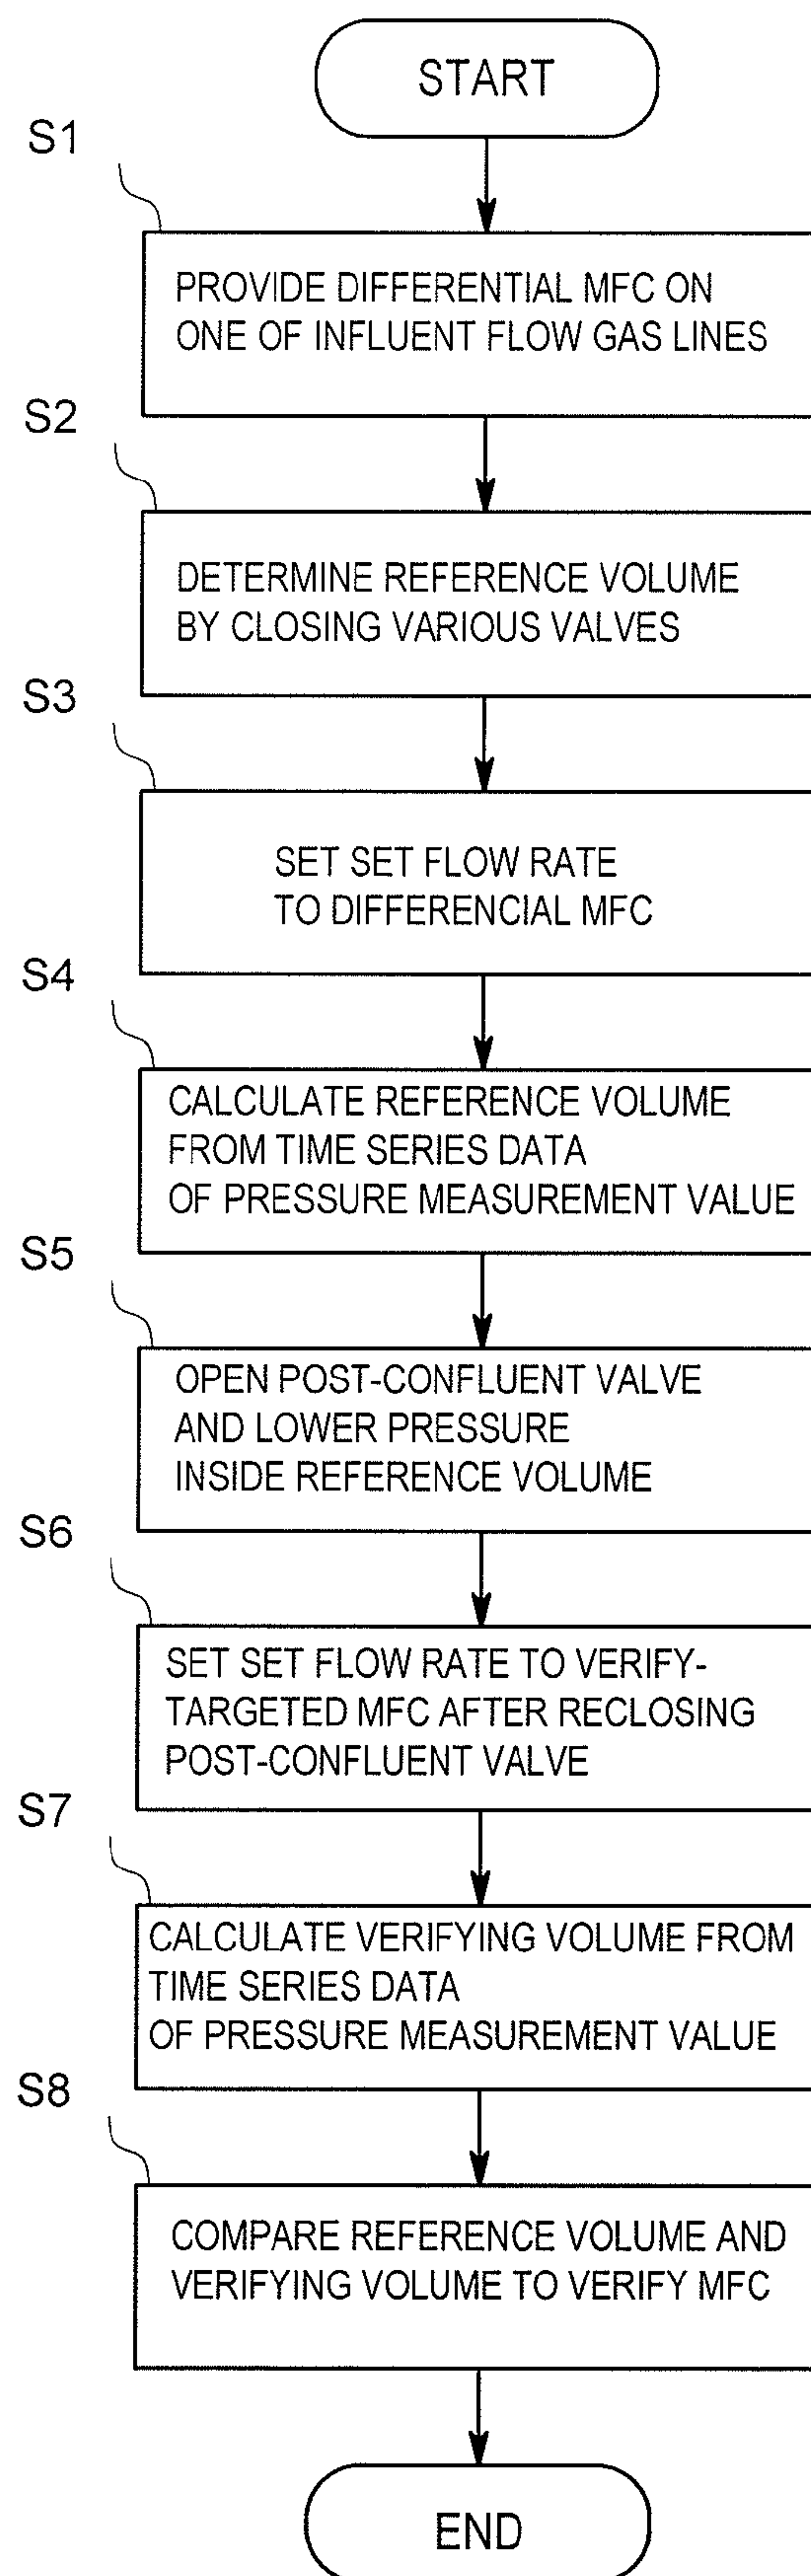 START
S1
PROVIDE DIFFERENTIAL MFC ON
ONE OF INFLUENT FLOW GAS LINES
S2
DETERMINE REFERENCE VOLUME
BY CLOSING VARIOUS VALVES
S3
SET SET FLOW RATE
TO DIFFERENCIAL MFC
S4
CALCULATE REFERENCE VOLUME
FROM TIME SERIES DATA
OF PRESSURE MEASUREMENT VALUE
S5
OPEN POST-CONFLUENT VALVE
AND LOWER PRESSURE
INSIDE REFERENCE VOLUME
S6
SET SET FLOW RATE TO VERIFY-
TARGETED MFC AFTER RECLOSING
POST-CONFLUENT VALVE
S7
CALCULATE VERIFYING VOLUME FROM
TIME SERIES DATA
OF PRESSURE MEASUREMENT VALUE
S8
COMPARE REFERENCE VOLUME AND
VERIFYING VOLUME TO VERIFY MFC
END